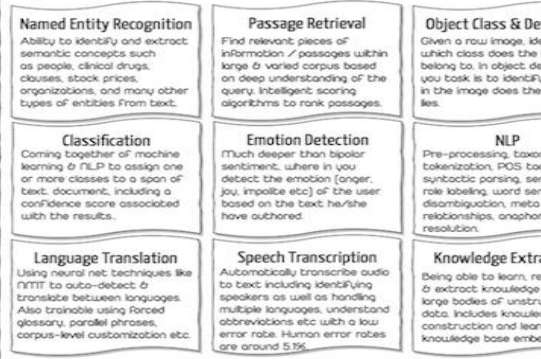 Named Entity Recognition
Ability to identify and extract
semantic concepts such
as people, clinical drugs,
clauses, stock prices,
organizations, and many other
types of entities from text.
Passage Retrieval
Find relevant pieces of
information / passages within
large & varied corpus based
on deep understanding of the
query. Intelligent scoring
algorithms to rank passages.
Object Class & De
Given a raw image, ide
which class does the
belong to. In object de
you task is to identify
in the image does the
lies.
Classification
Coming together of machine
learning & NLP to assign one
or more classes to a span of
text, document, including a
confidence score associated
with the results..
Emotion Detection
Much deeper than bipolar
sentiment, where in you
detect the emotion [anger,
joy, impolite etc] of the user
based on the text he/she
have authored.
NLP
Pre-processing, taxon
tokenization, POS tag
syntactic parsing, sem
role labeling, word sen
disambiguation, meta
relationships, anaphor
resolution.
Language Translation
Using neural net techniques like
NMT to auto-detect &
translate between languages.
Also trainable using forced
glossary, parallel phrases,
corpus-level customization etc.
Speech Transcription
Automatically transcribe audio
to text including identifying
speakers as well as handling
multiple languages, understand
abbreviations etc with a low
error rate. Human error rates
are around 5.1%.
Knowledge Extra
Being able to learn, re
& extract knowledge
large bodies of unstru
data. Includes knowle
construction and lear
knowledge base embe